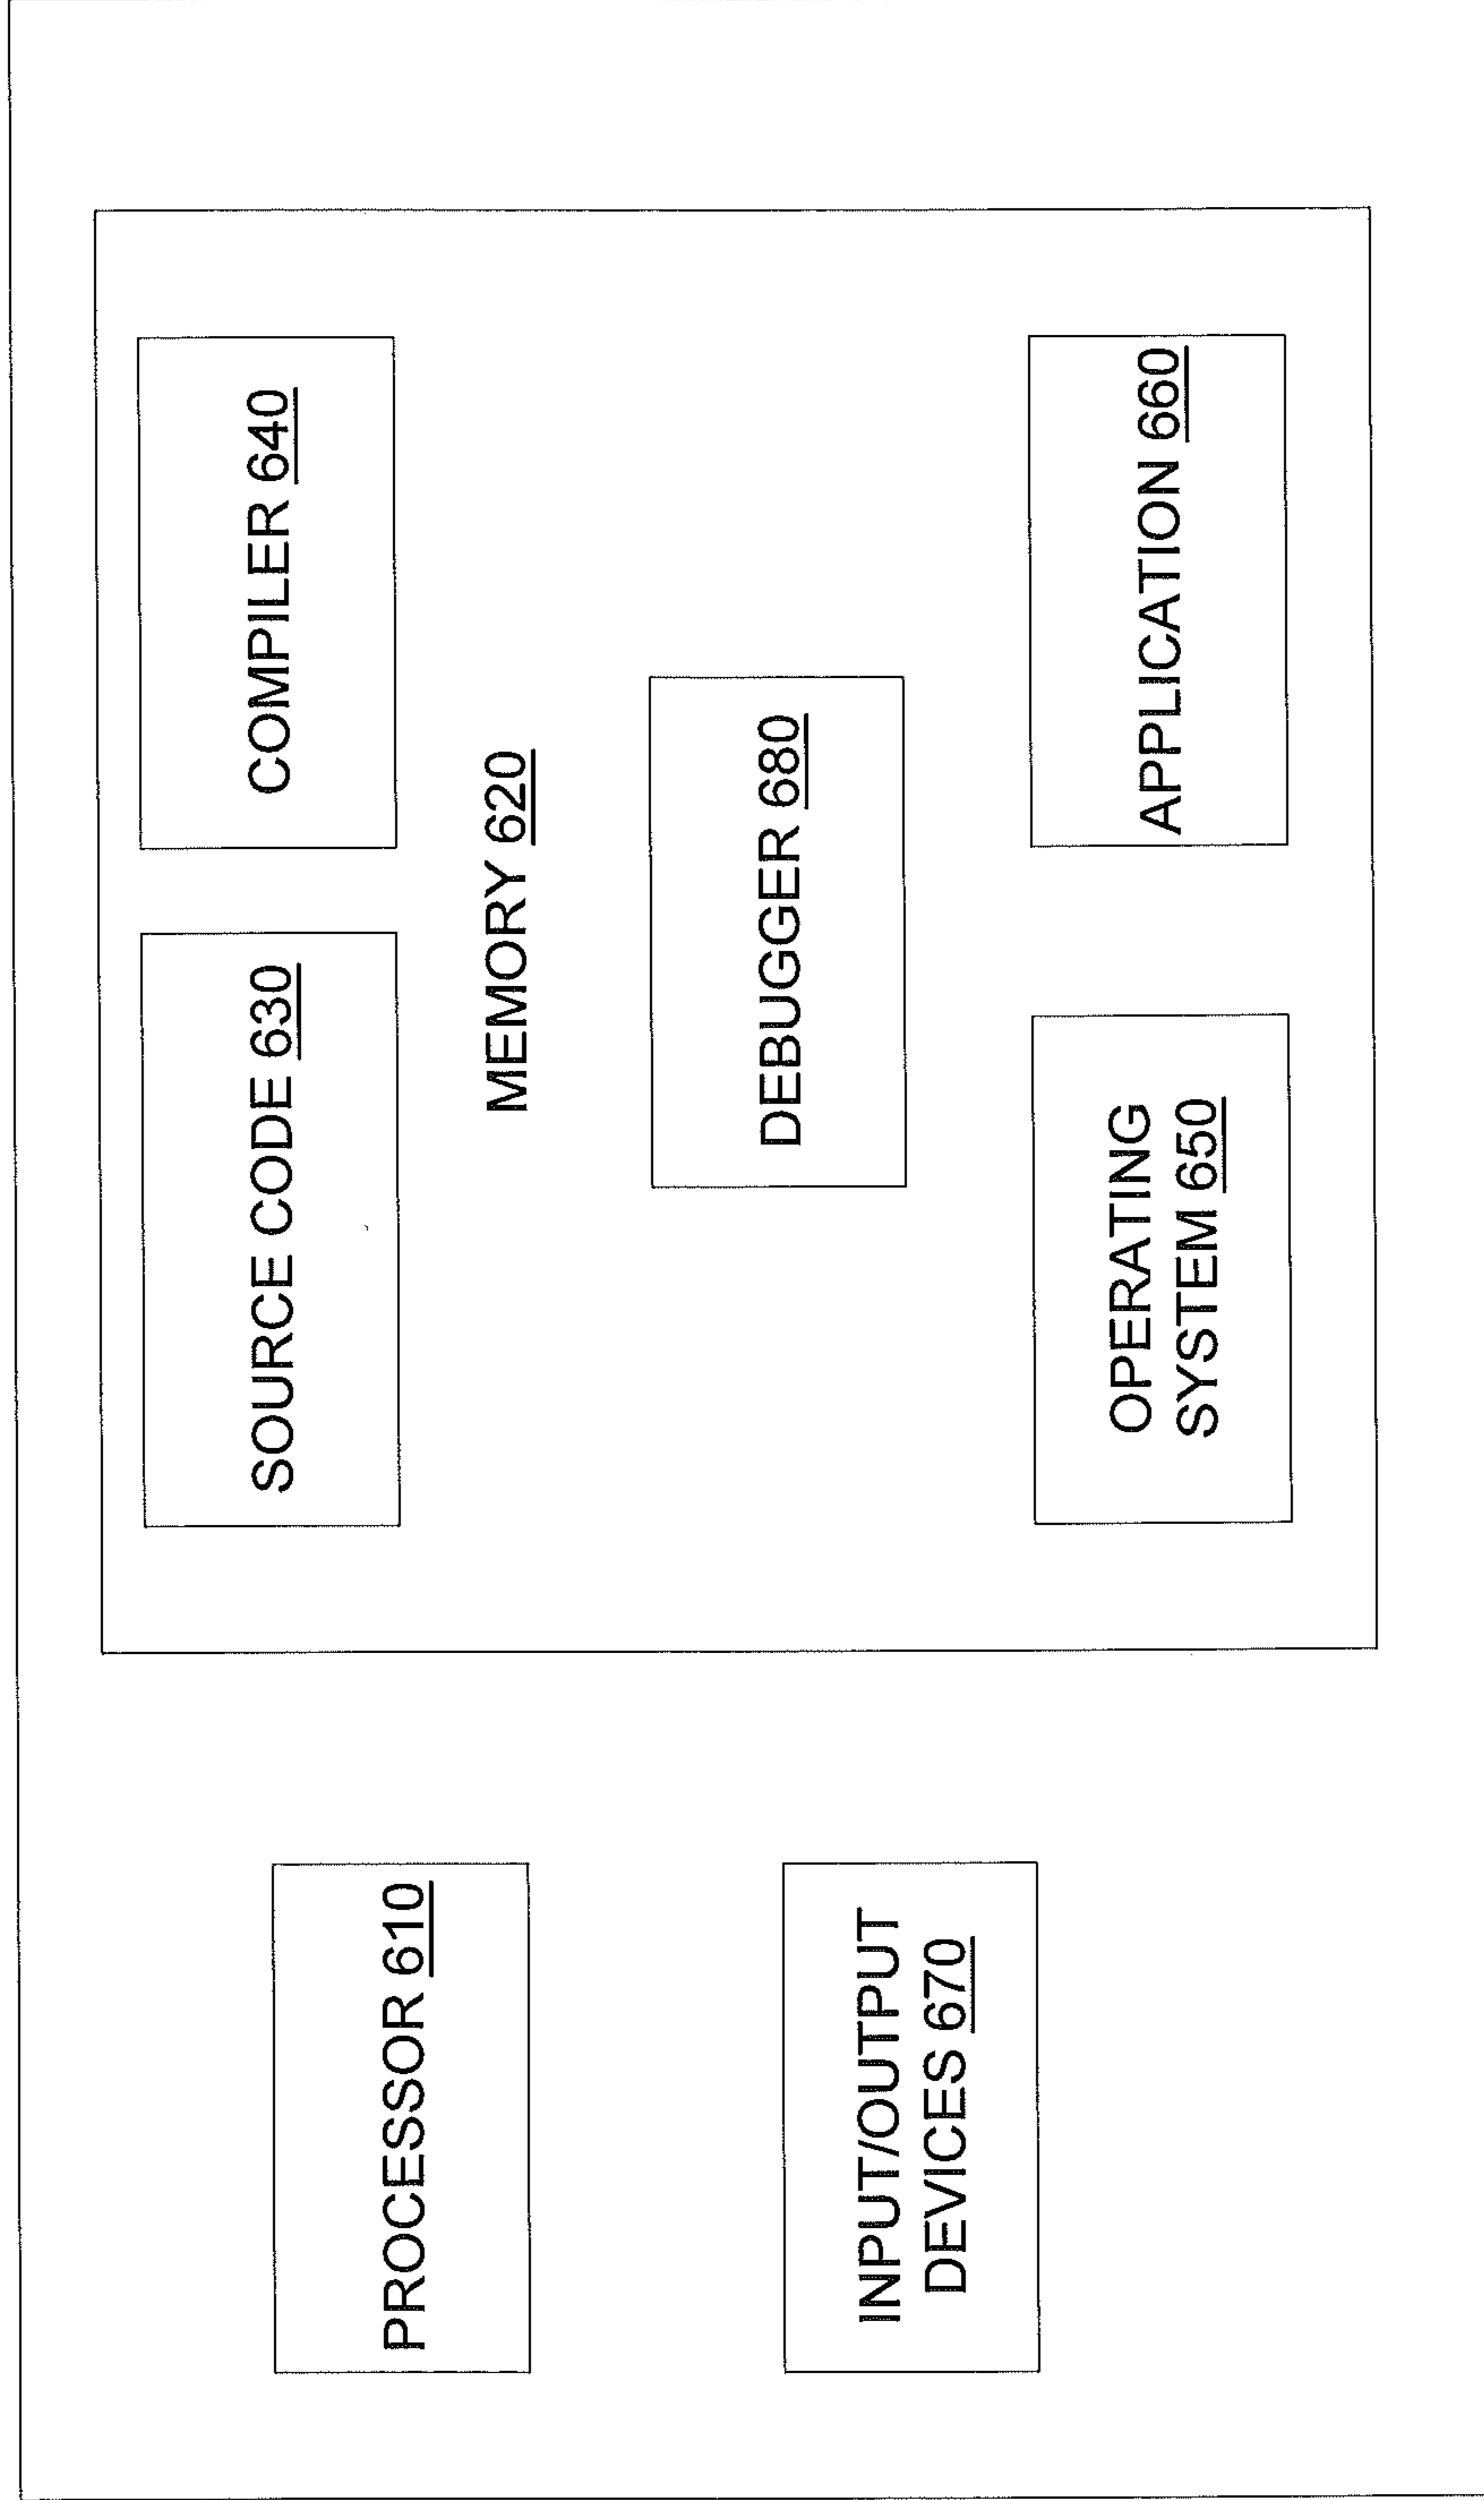 PROCESSOR 610
INPUT/OUTPUT
DEVICES 670
SOURCE CODE 630
COMPILER 640
MEMORY 620
DEBUGGER 680
OPERATING
SYSTEM 650
APPLICATION 660